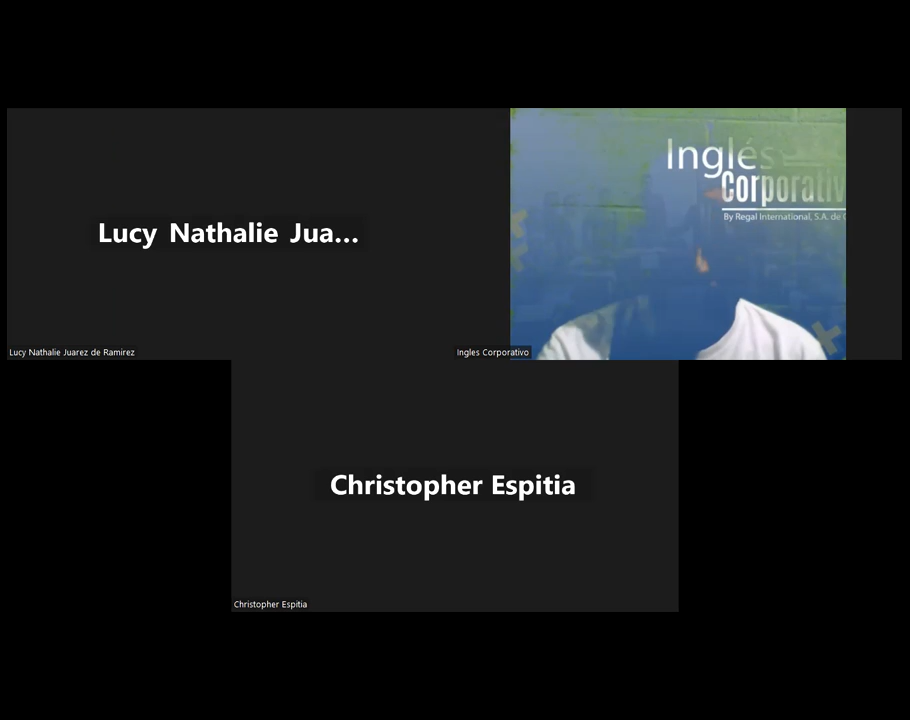 Inglés
Corporativ
By Regal International, S.A. de C
Lucy Nathalie Jua...
Lucy Nathalie Juarez de Ramirez
Ingles Corporativo
Christopher Espitia
Christopher Espitia